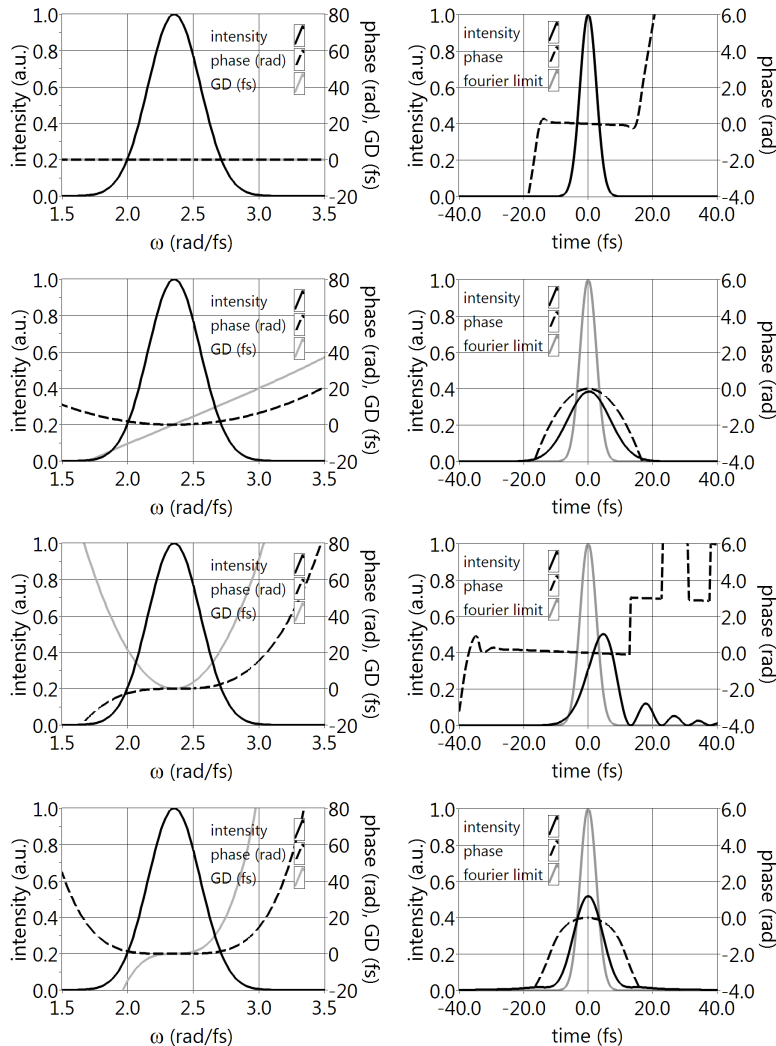 intensity (a.u.)
1.0
0.8
0.6
0.4
0.2
0.0
intensity
phase (rad)
GD (fs)
80
60
40
20
0
-20
phase (rad), GD (fs)
1.5 2.0 2.5 3.0 3.5
ω (rad/fs)
intensity (a.u.)
1.0
0.8
0.6
0.4
0.2
0.0
intensity
phase
fourier limit
6.0
4.0
2.0
0.0
-2.0
-4.0
phase (rad)
-40.0 -20.0 0.0 20.0 40.0
time (fs)
intensity (a.u.)
1.0
0.8
0.6
0.4
0.2
0.0
intensity
phase (rad)
GD (fs)
80
60
40
20
0
-20
phase (rad), GD (fs)
1.5 2.0 2.5 3.0 3.5
ω (rad/fs)
intensity (a.u.)
1.0
0.8
0.6
0.4
0.2
0.0
intensity
phase
fourier limit
6.0
4.0
2.0
0.0
-2.0
-4.0
phase (rad)
-40.0 -20.0 0.0 20.0 40.0
time (fs)
intensity (a.u.)
1.0
0.8
0.6
0.4
0.2
0.0
intensity
phase (rad)
GD (fs)
80
60
40
20
0
-20
phase (rad), GD (fs)
1.5 2.0 2.5 3.0 3.5
ω (rad/fs)
intensity (a.u.)
1.0
0.8
0.6
0.4
0.2
0.0
intensity
phase
fourier limit
6.0
4.0
2.0
0.0
-2.0
-4.0
phase (rad)
-40.0 -20.0 0.0 20.0 40.0
time (fs)
intensity (a.u.)
1.0
0.8
0.6
0.4
0.2
0.0
intensity
phase (rad)
GD (fs)
80
60
40
20
0
-20
phase (rad), GD (fs)
1.5 2.0 2.5 3.0 3.5
ω (rad/fs)
intensity (a.u.)
1.0
0.8
0.6
0.4
0.2
0.0
intensity
phase
fourier limit
6.0
4.0
2.0
0.0
-2.0
-4.0
phase (rad)
-40.0 -20.0 0.0 20.0 40.0
time (fs)